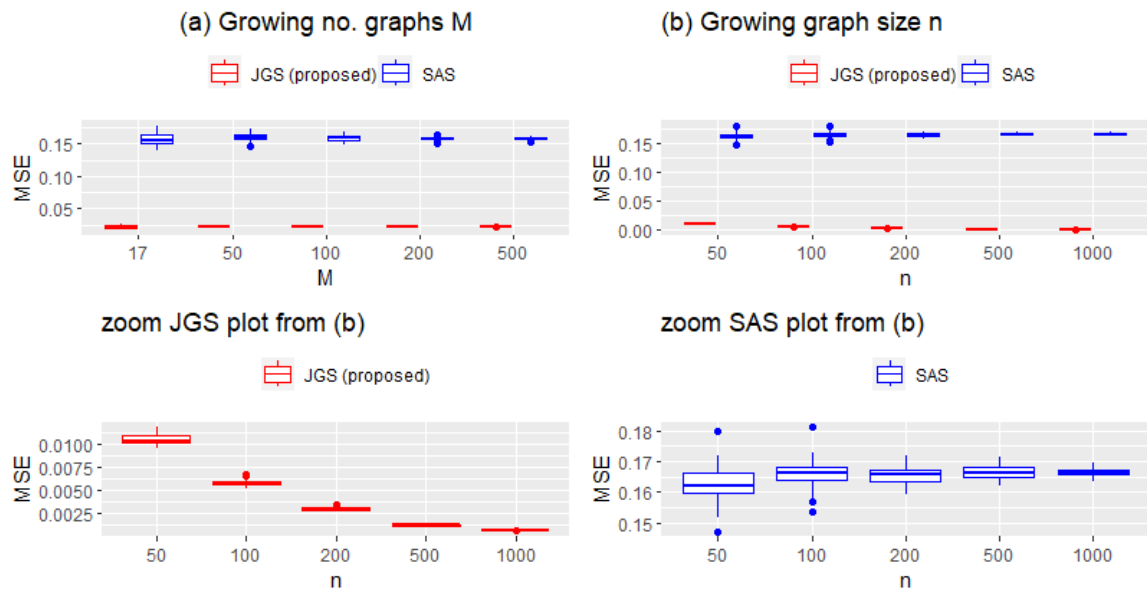 (a) Growing no. graphs M
JGS (proposed) SAS
MSE
0.15
0.10
0.05
17 50 100 200 500
M
(b) Growing graph size n
JGS (proposed) SAS
MSE
0.15
0.10
0.05
0.00
50 100 200 500 1000
n
zoom JGS plot from (b)
JGS (proposed)
MSE
0.0100
0.0075
0.0050
0.0025
50 100 200 500 1000
n
zoom SAS plot from (b)
SAS
MSE
0.18
0.17
0.16
0.15
50 100 200 500 1000
n